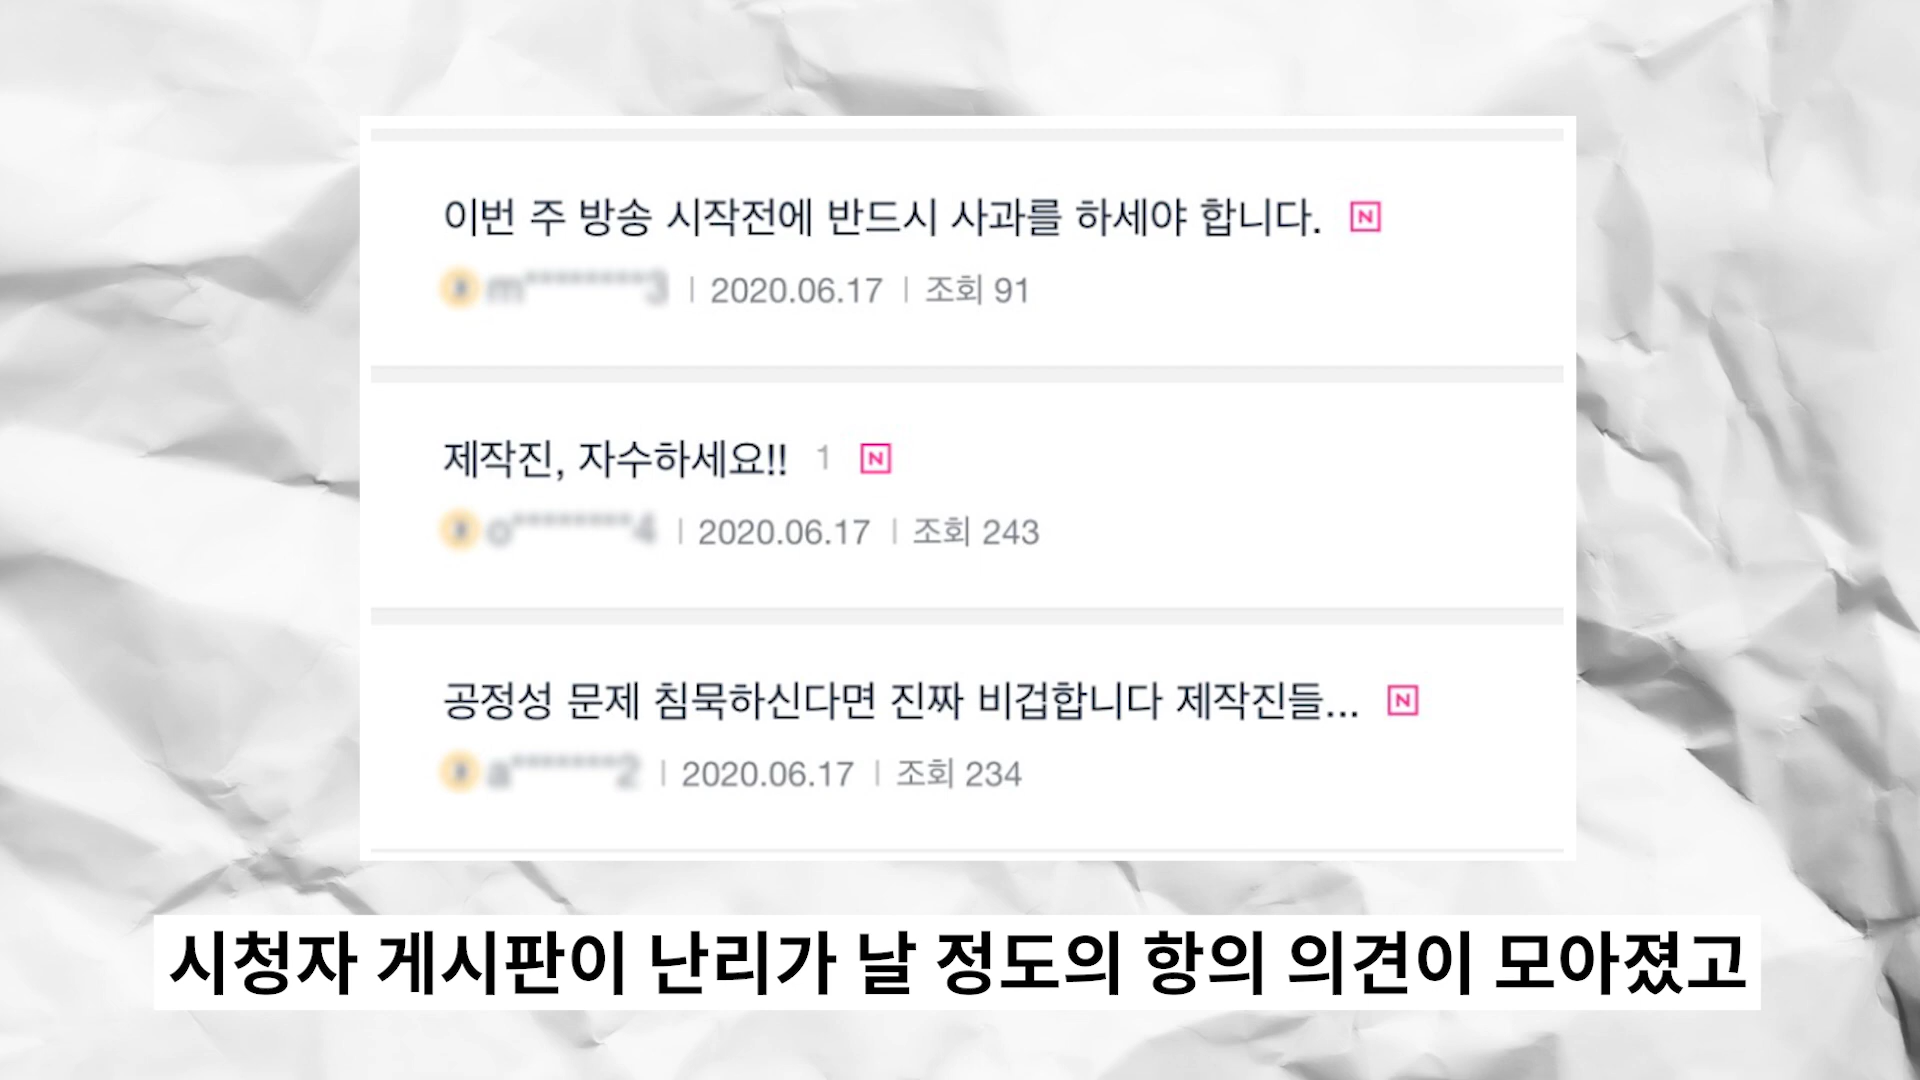 이번 주 방송 시작전에 반드시 사과를 하세야 합니다. N
m********3 | 2020.06.17 | 조회 91
제작진, 자수하세요!! 1 N
o********4 | 2020.06.17 | 조회 243
공정성 문제 침묵하신다면 진짜 비겁합니다 제작진들... N
a*******2 | 2020.06.17 | 조회 234
시청자 게시판이 난리가 날 정도의 항의 의견이 모아졌고